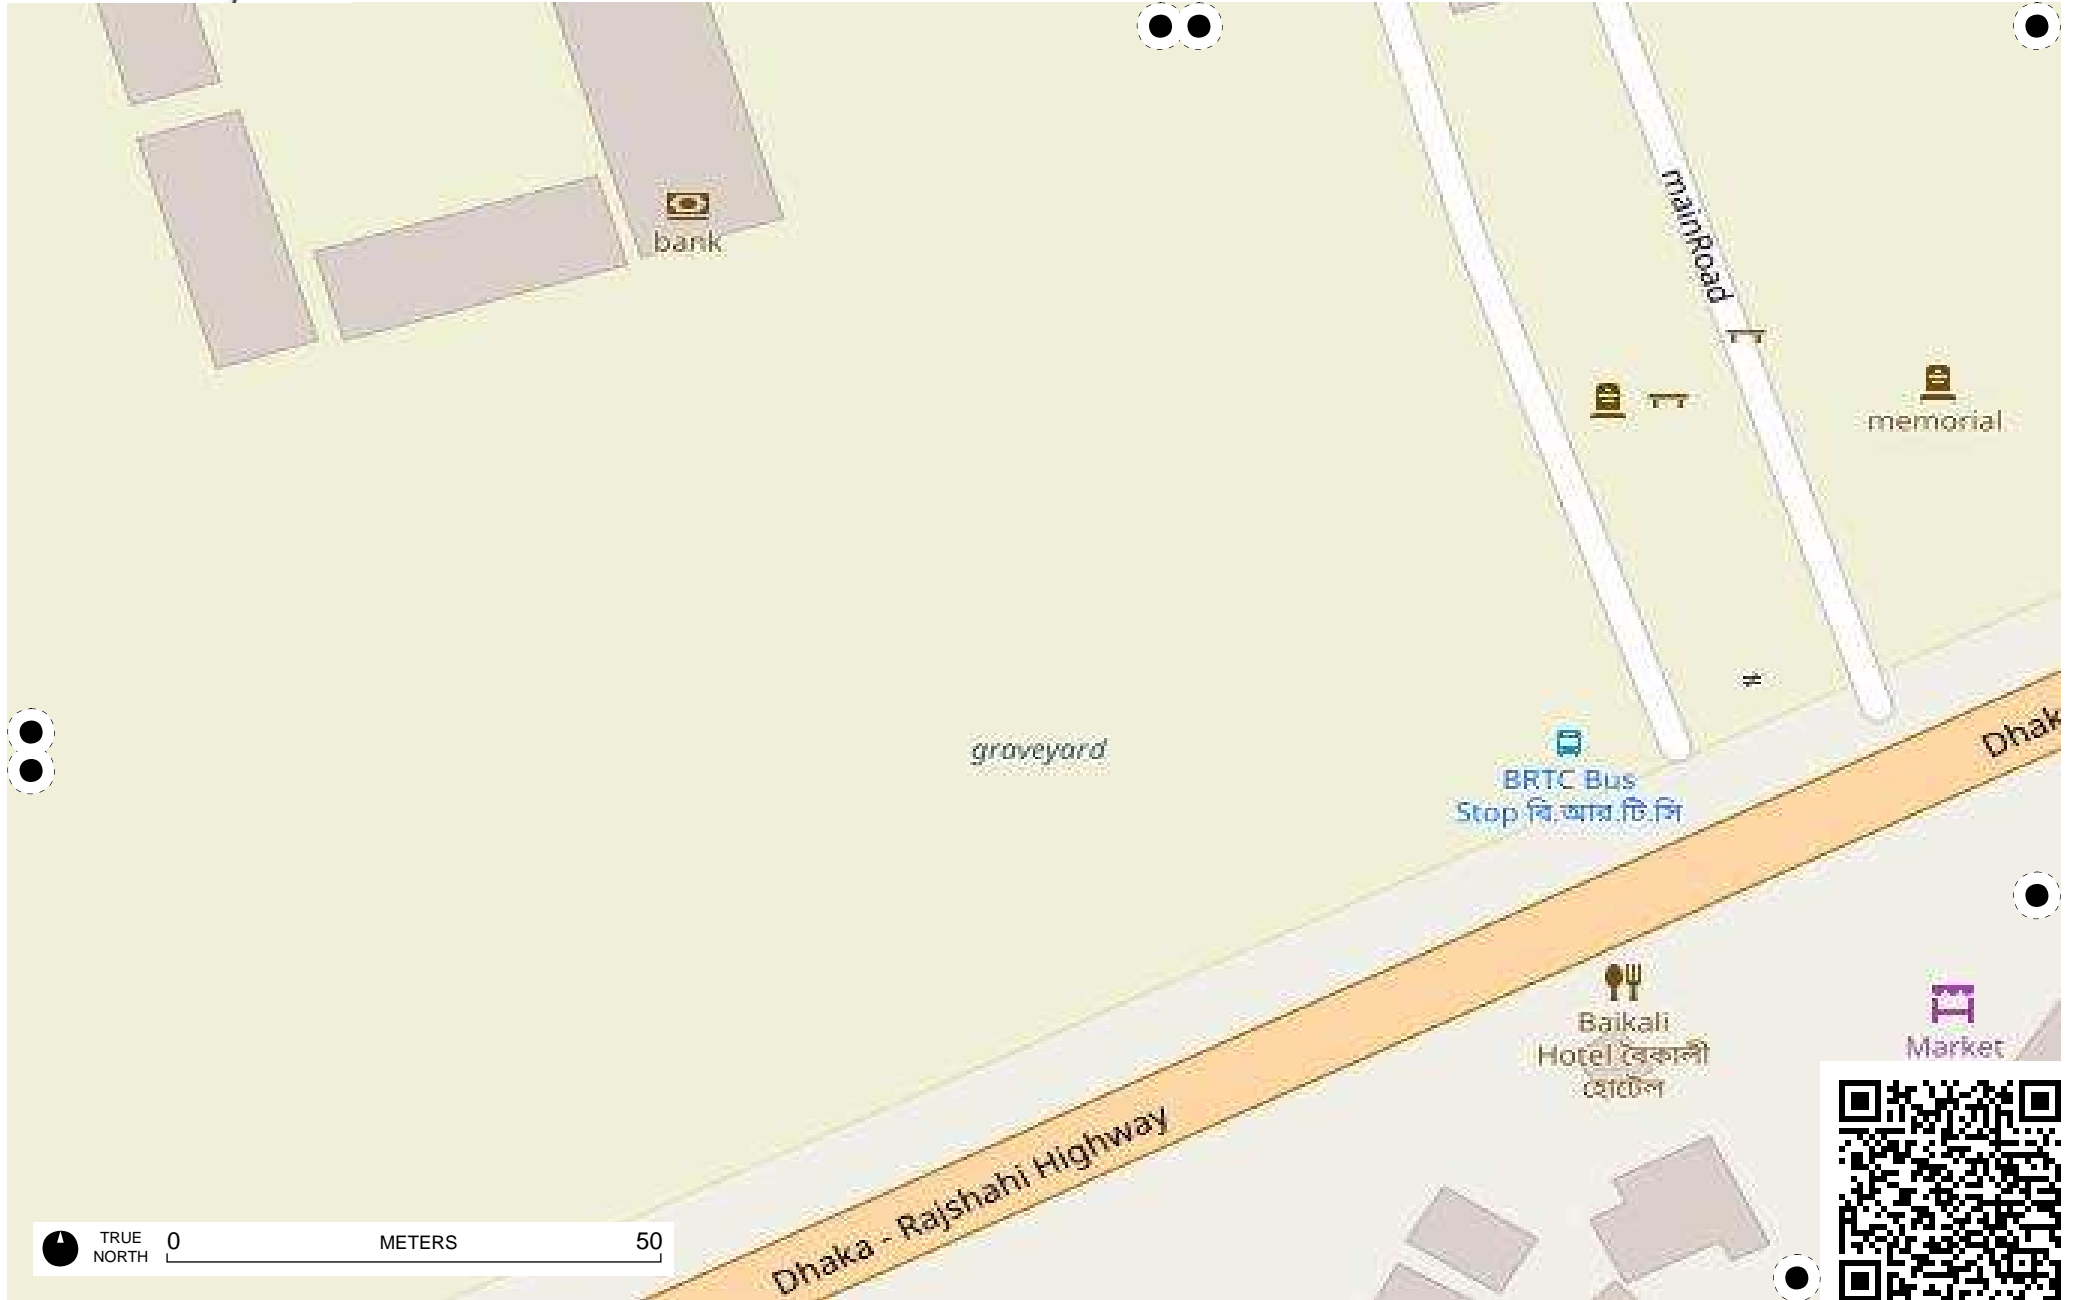 bank
mainRoad
memorial
graveyard
BRTC Bus
Stop বি.আর.টি.সি
Dhak
Baikali
Hotel বৈকালী
হোটেল
Market
Dhaka - Rajshahi Highway
TRUE
NORTH
0 METERS 50